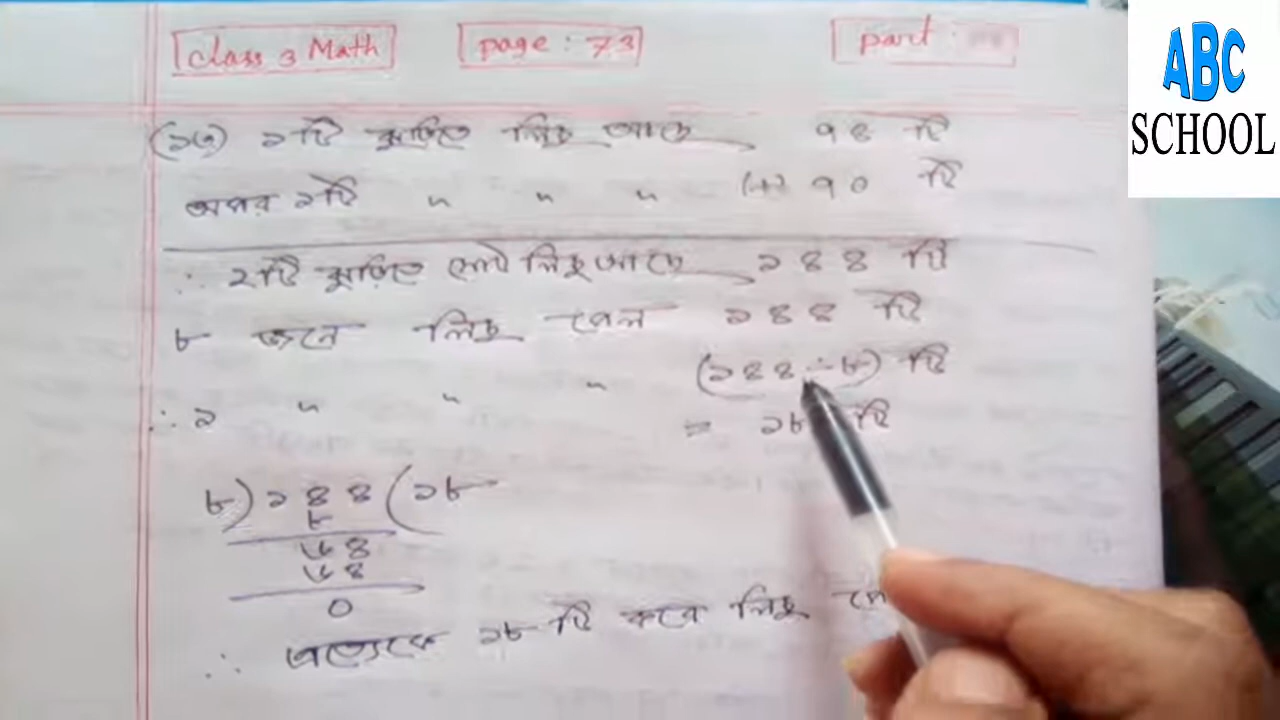 class 3 Math page : 73 part
ABC
SCHOOL
(১৩) ১টি ঝুড়িতে লিচু আছে ৭৪ টি
অপর ১টি " " " (+) ৭০ টি
∴ ২টি ঝুড়িতে মোট লিচু আছে ১৪৪ টি
৮ জনে লিচু পেল ১৪৪ টি
∴ ১ " " " (১৪৪ ÷ ৮) টি
= ১৮ টি
৮) ১৪৪ (১৮
৮
৬৪
৬৪
০
∴ প্রত্যেকে ১৮ টি করে লিচু